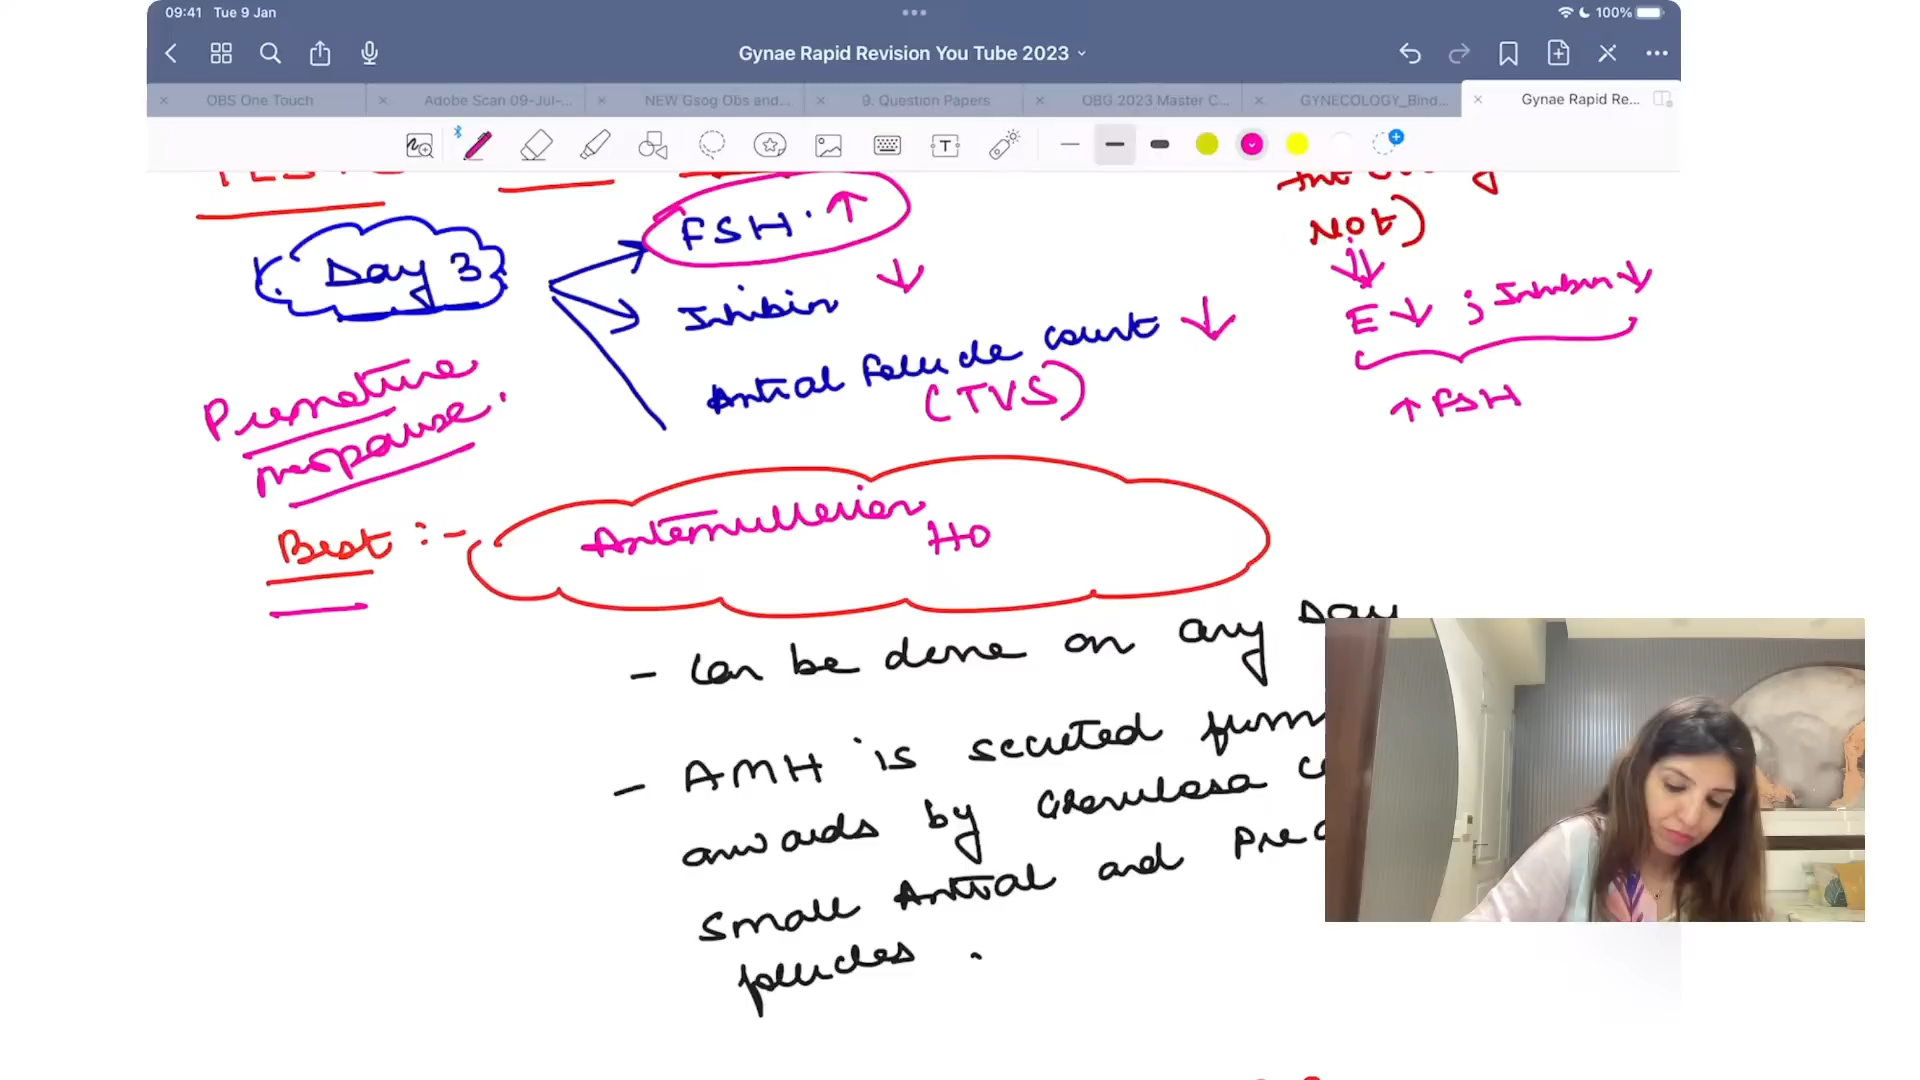 09:41 Tue 9 Jan
100%
Gynae Rapid Revision You Tube 2023
OBS One Touch
Adobe Scan 09-Jul-...
NEW Gsog Obs and...
9. Question Papers
OBG 2023 Master C...
GYNECOLOGY_Bind...
Gynae Rapid Re...
Day 3
FSH ↑
Inhibin ↓
Antral Follicle count ↓
(TVS)
Not)
E ↓ ; Inhibin ↓
↑ FSH
Premature
menopause.
Best :-
Antemullerian
Ho
- Can be done on any Day
- AMH is secreted from
by Granulosa
small Antral and Prea
follicles .